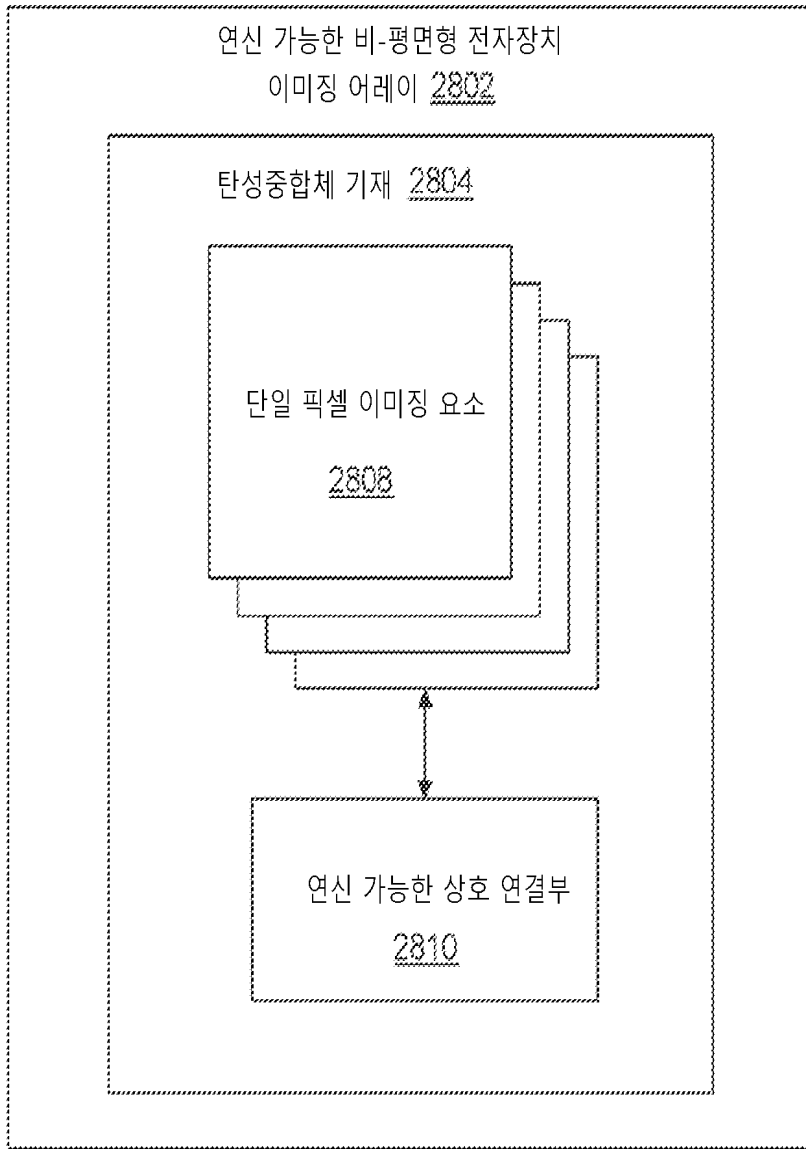 연신 가능한 비-평면형 전자장치
이미징 어레이 2802
탄성중합체 기재 2804
단일 픽셀 이미징 요소
2808
연신 가능한 상호 연결부
2810